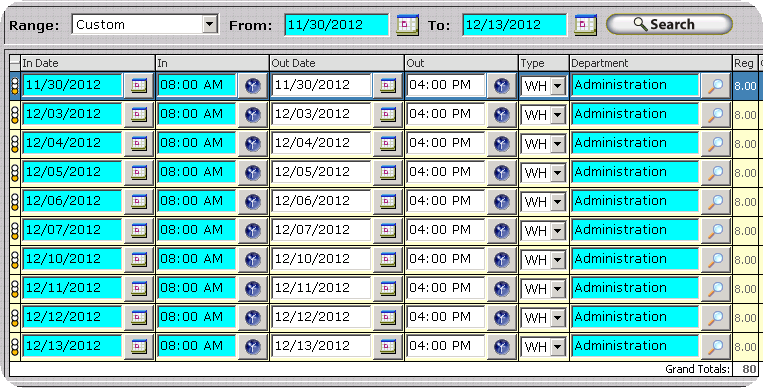 Range: Custom From: 11/30/2012 To: 12/13/2012 Search
In Date In Out Date Out Type Department Reg
11/30/2012 08:00 AM 11/30/2012 04:00 PM WH Administration 8.00
12/03/2012 08:00 AM 12/03/2012 04:00 PM WH Administration 8.00
12/04/2012 08:00 AM 12/04/2012 04:00 PM WH Administration 8.00
12/05/2012 08:00 AM 12/05/2012 04:00 PM WH Administration 8.00
12/06/2012 08:00 AM 12/06/2012 04:00 PM WH Administration 8.00
12/07/2012 08:00 AM 12/07/2012 04:00 PM WH Administration 8.00
12/10/2012 08:00 AM 12/10/2012 04:00 PM WH Administration 8.00
12/11/2012 08:00 AM 12/11/2012 04:00 PM WH Administration 8.00
12/12/2012 08:00 AM 12/12/2012 04:00 PM WH Administration 8.00
12/13/2012 08:00 AM 12/13/2012 04:00 PM WH Administration 8.00
Grand Totals: 80